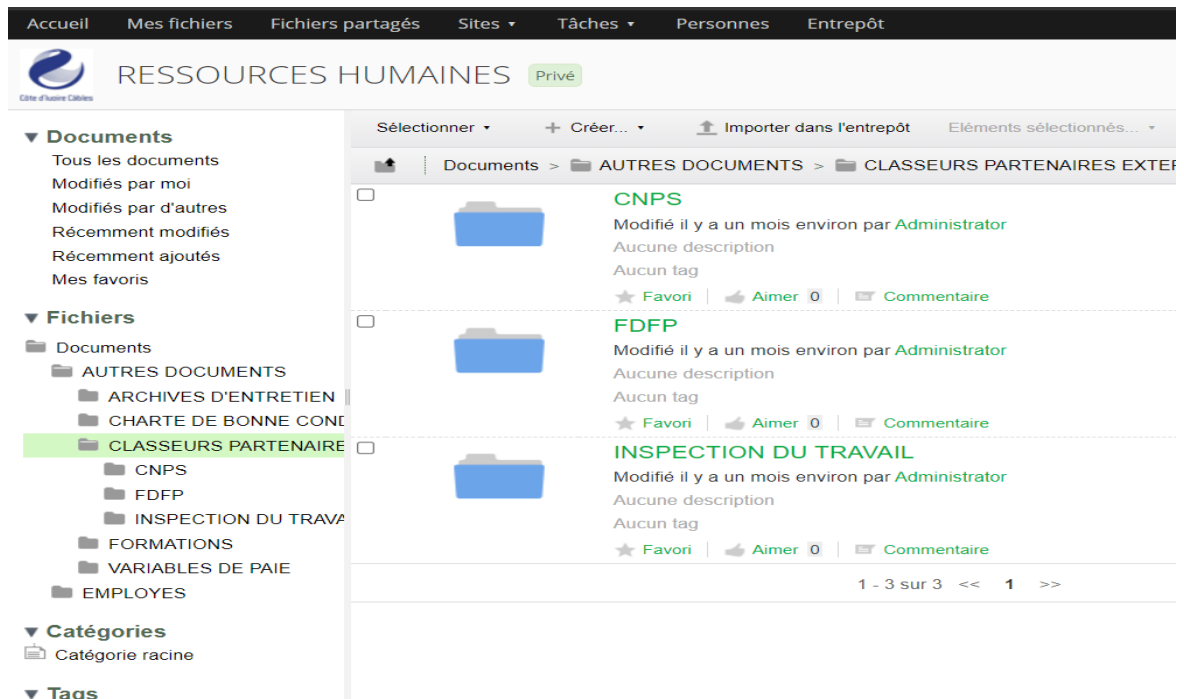 Accueil Mes fichiers Fichiers partagés Sites Tâches Personnes Entrepôt
RESSOURCES HUMAINES Privé
Côte d'Ivoire Câbles
Documents
Tous les documents
Modifiés par moi
Modifiés par d'autres
Récemment modifiés
Récemment ajoutés
Mes favoris
Fichiers
Documents
AUTRES DOCUMENTS
ARCHIVES D'ENTRETIEN
CHARTE DE BONNE COND
CLASSEURS PARTENAIRE
CNPS
FDFP
INSPECTION DU TRAVA
FORMATIONS
VARIABLES DE PAIE
EMPLOYES
Catégories
Catégorie racine
Tags
Sélectionner + Créer... Importer dans l'entrepôt Eléments sélectionnés...
Documents > AUTRES DOCUMENTS > CLASSEURS PARTENAIRES EXTER
CNPS
Modifié il y a un mois environ par Administrator
Aucune description
Aucun tag
Favori Aimer 0 Commentaire
FDFP
Modifié il y a un mois environ par Administrator
Aucune description
Aucun tag
Favori Aimer 0 Commentaire
INSPECTION DU TRAVAIL
Modifié il y a un mois environ par Administrator
Aucune description
Aucun tag
Favori Aimer 0 Commentaire
1 - 3 sur 3 << 1 >>